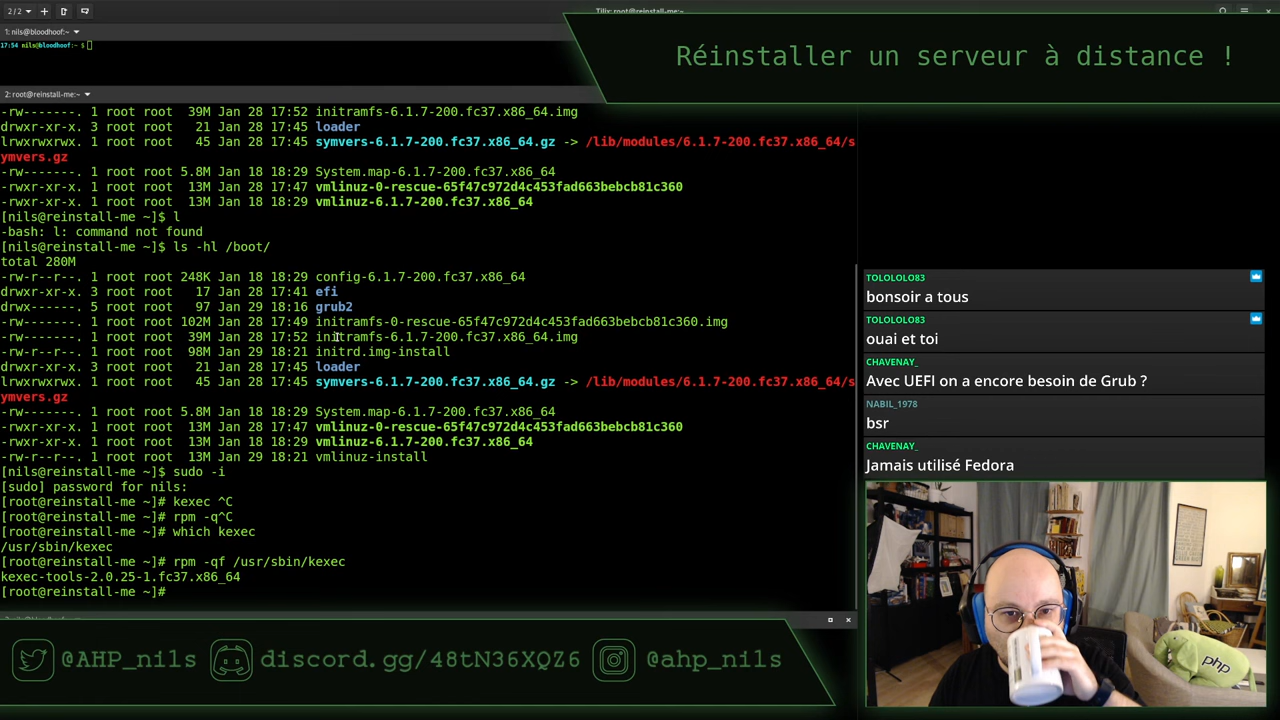 2 / 2
Tilix: root@reinstall-me:~
1: nils@bloodhoof:~
17:54 nils@bloodhoof:~ $
Réinstaller un serveur à distance !
2: root@reinstall-me:~
-rw-------. 1 root root  39M Jan 28 17:52 initramfs-6.1.7-200.fc37.x86_64.img
drwxr-xr-x. 3 root root   21 Jan 28 17:45 loader
lrwxrwxrwx. 1 root root   45 Jan 28 17:45 symvers-6.1.7-200.fc37.x86_64.gz -> /lib/modules/6.1.7-200.fc37.x86_64/s
ymvers.gz
-rw-------. 1 root root 5.8M Jan 18 18:29 System.map-6.1.7-200.fc37.x86_64
-rwxr-xr-x. 1 root root  13M Jan 28 17:47 vmlinuz-0-rescue-65f47c972d4c453fad663bebcb81c360
-rwxr-xr-x. 1 root root  13M Jan 18 18:29 vmlinuz-6.1.7-200.fc37.x86_64
[nils@reinstall-me ~]$ l
-bash: l: command not found
[nils@reinstall-me ~]$ ls -hl /boot/
total 280M
-rw-r--r--. 1 root root 248K Jan 18 18:29 config-6.1.7-200.fc37.x86_64
drwxr-xr-x. 3 root root   17 Jan 28 17:41 efi
drwx------. 5 root root   97 Jan 29 18:16 grub2
-rw-------. 1 root root 102M Jan 28 17:49 initramfs-0-rescue-65f47c972d4c453fad663bebcb81c360.img
-rw-------. 1 root root  39M Jan 28 17:52 initramfs-6.1.7-200.fc37.x86_64.img
-rw-r--r--. 1 root root  98M Jan 29 18:21 initrd.img-install
drwxr-xr-x. 3 root root   21 Jan 28 17:45 loader
lrwxrwxrwx. 1 root root   45 Jan 28 17:45 symvers-6.1.7-200.fc37.x86_64.gz -> /lib/modules/6.1.7-200.fc37.x86_64/s
ymvers.gz
-rw-------. 1 root root 5.8M Jan 18 18:29 System.map-6.1.7-200.fc37.x86_64
-rwxr-xr-x. 1 root root  13M Jan 28 17:47 vmlinuz-0-rescue-65f47c972d4c453fad663bebcb81c360
-rwxr-xr-x. 1 root root  13M Jan 18 18:29 vmlinuz-6.1.7-200.fc37.x86_64
-rw-r--r--. 1 root root  13M Jan 29 18:21 vmlinuz-install
[nils@reinstall-me ~]$ sudo -i
[sudo] password for nils:
[root@reinstall-me ~]# kexec ^C
[root@reinstall-me ~]# rpm -q^C
[root@reinstall-me ~]# which kexec
/usr/sbin/kexec
[root@reinstall-me ~]# rpm -qf /usr/sbin/kexec
kexec-tools-2.0.25-1.fc37.x86_64
[root@reinstall-me ~]#
TOLOLOLO83
bonsoir a tous
TOLOLOLO83
ouai et toi
CHAVENAY_
Avec UEFI on a encore besoin de Grub ?
NABIL_1978
bsr
CHAVENAY_
Jamais utilisé Fedora
php
@AHP_nils
discord.gg/48tN36XQZ6
@ahp_nils